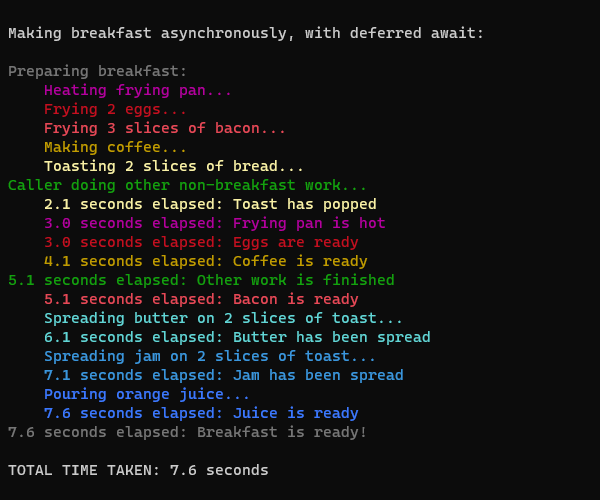 Making breakfast asynchronously, with deferred await:
Preparing breakfast:
Heating frying pan...
Frying 2 eggs...
Frying 3 slices of bacon...
Making coffee...
Toasting 2 slices of bread...
Caller doing other non-breakfast work...
2.1 seconds elapsed: Toast has popped
3.0 seconds elapsed: Frying pan is hot
3.0 seconds elapsed: Eggs are ready
4.1 seconds elapsed: Coffee is ready
5.1 seconds elapsed: Other work is finished
5.1 seconds elapsed: Bacon is ready
Spreading butter on 2 slices of toast...
6.1 seconds elapsed: Butter has been spread
Spreading jam on 2 slices of toast...
7.1 seconds elapsed: Jam has been spread
Pouring orange juice...
7.6 seconds elapsed: Juice is ready
7.6 seconds elapsed: Breakfast is ready!
TOTAL TIME TAKEN: 7.6 seconds